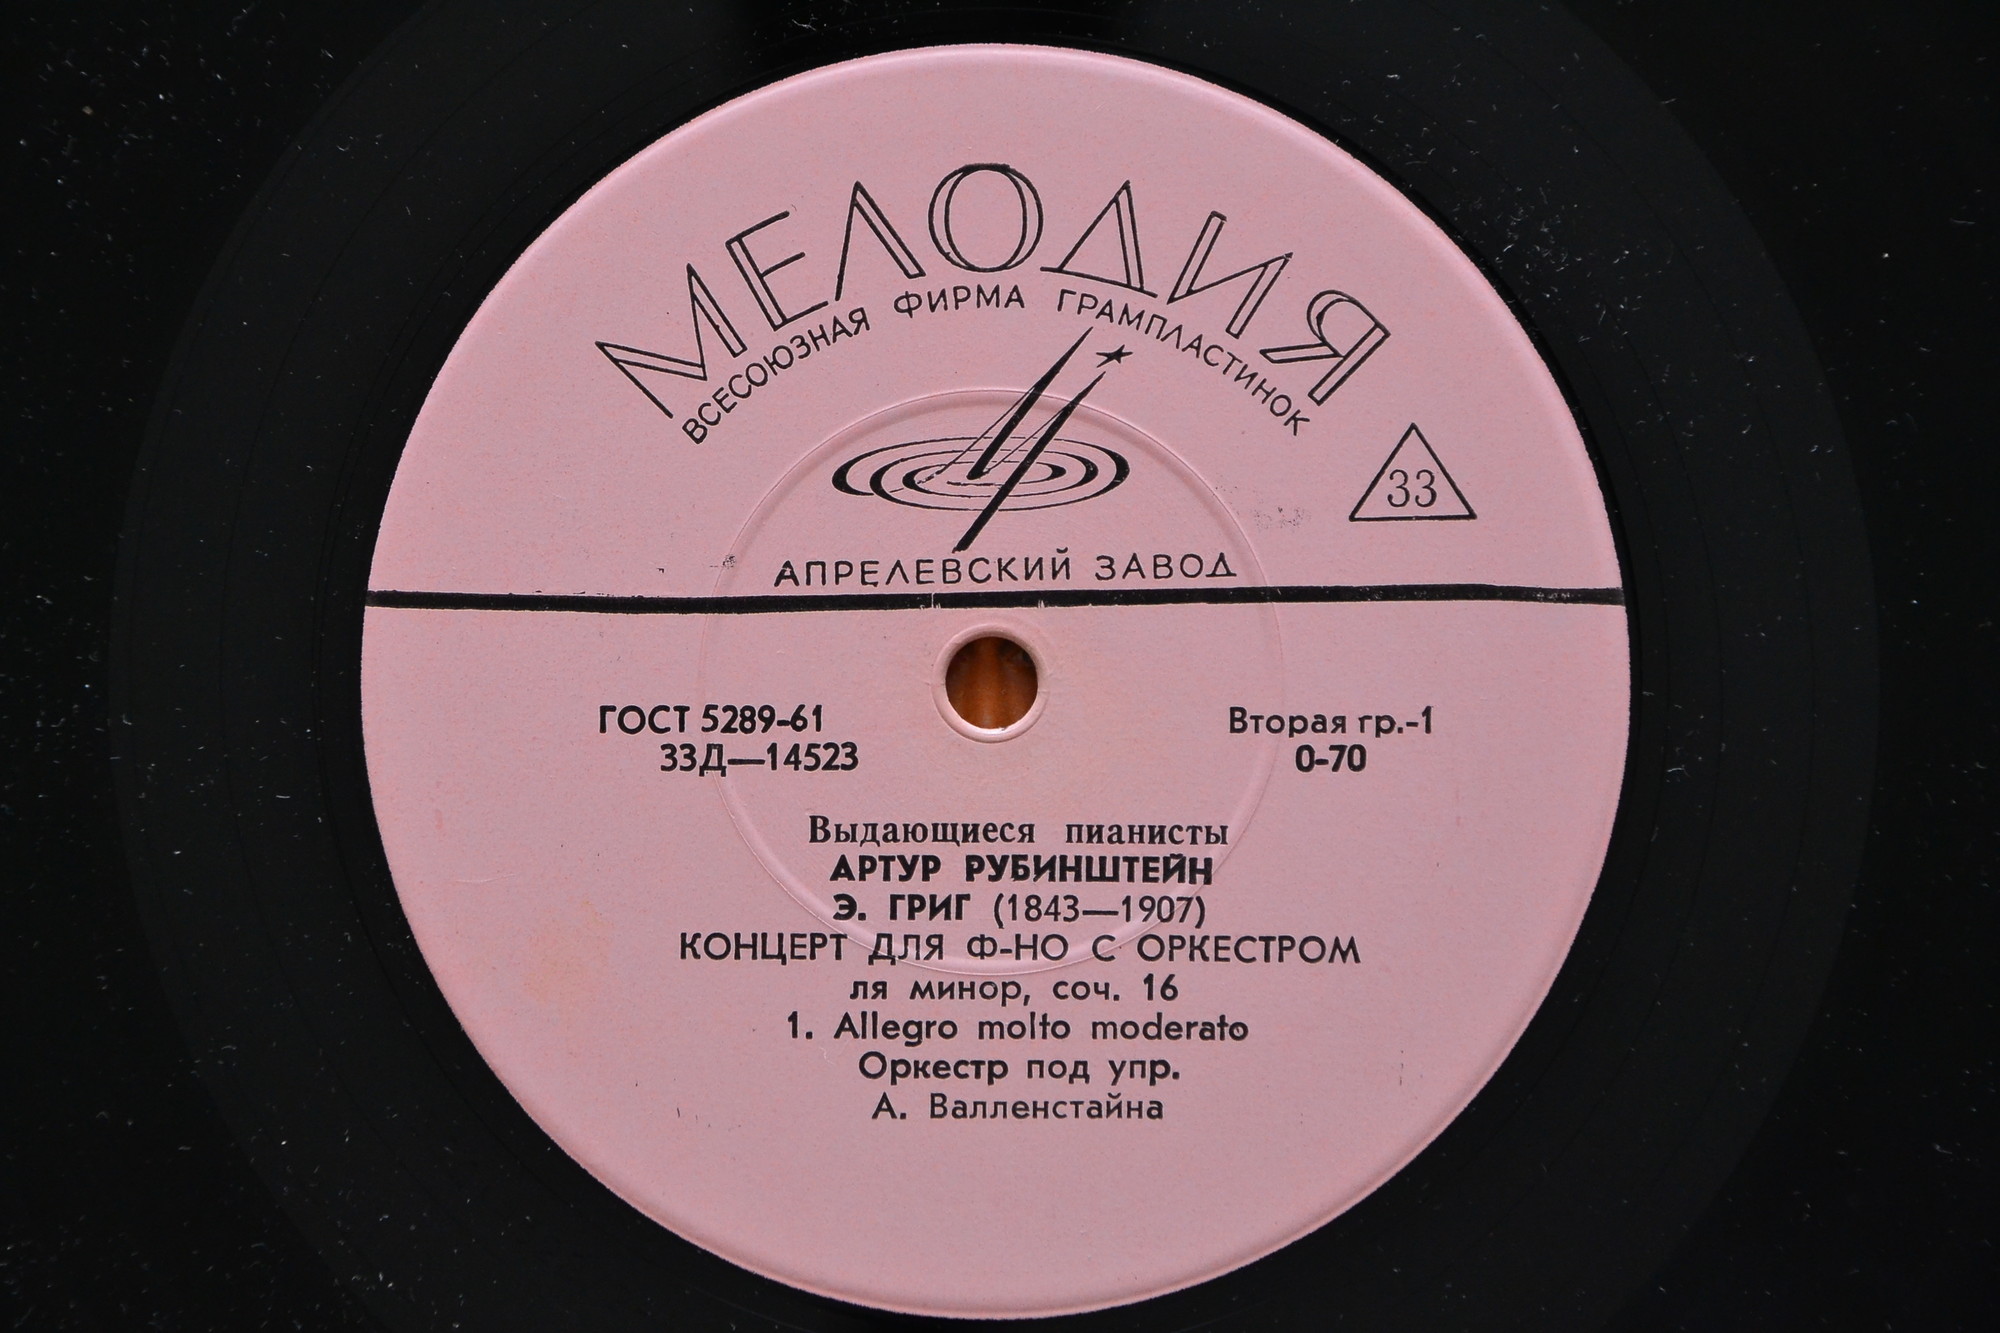 МЕЛОДИЯ
ВСЕСОЮЗНАЯ ФИРМА ГРАМПЛАСТИНОК
33
АПРЕЛЕВСКИЙ ЗАВОД
ГОСТ 5289-61
33Д—14523
Вторая гр.-1
0-70
Выдающиеся пианисты
АРТУР РУБИНШТЕЙН
Э. ГРИГ (1843—1907)
КОНЦЕРТ ДЛЯ Ф-НО С ОРКЕСТРОМ
ля минор, соч. 16
1. Allegro molto moderato
Оркестр под упр.
А. Валленстайна